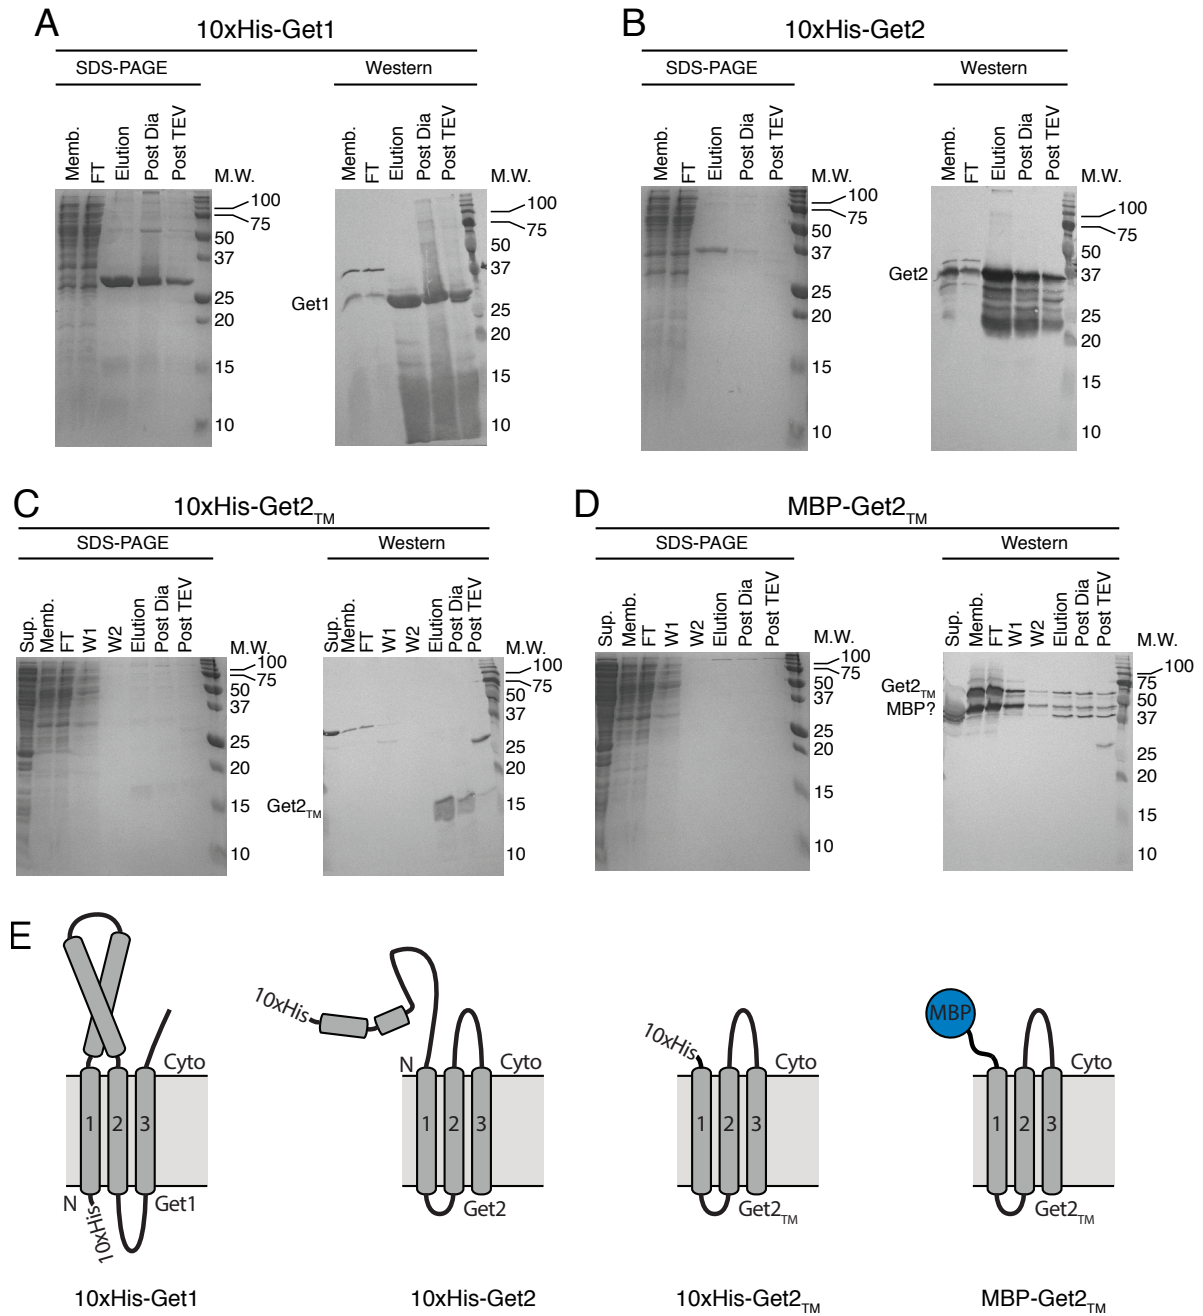 A
10xHis-Get1
SDS-PAGE
Western
Memb.
FT
Elution
Post Dia
Post TEV
M.W.
100
75
50
37
25
20
15
10
Memb.
FT
Elution
Post Dia
Post TEV
M.W.
100
75
50
37
25
20
15
10
Get1
B
10xHis-Get2
SDS-PAGE
Western
Memb.
FT
Elution
Post Dia
Post TEV
M.W.
100
75
50
37
25
20
15
10
Memb.
FT
Elution
Post Dia
Post TEV
M.W.
100
75
50
37
25
20
15
10
Get2
C
10xHis-Get2TM
SDS-PAGE
Western
Sup.
Memb.
FT
W1
W2
Elution
Post Dia
Post TEV
M.W.
100
75
50
37
25
20
15
10
Sup.
Memb.
FT
W1
W2
Elution
Post Dia
Post TEV
M.W.
100
75
50
37
25
20
15
10
Get2TM
D
MBP-Get2TM
SDS-PAGE
Western
Sup.
Memb.
FT
W1
W2
Elution
Post Dia
Post TEV
M.W.
100
75
50
37
25
20
15
10
Sup.
Memb.
FT
W1
W2
Elution
Post Dia
Post TEV
M.W.
100
75
50
37
25
20
15
10
Get2TM
MBP?
E
Cyto
1 2 3
N
10xHis
Get1
10xHis-Get1
10xHis
N
Cyto
1 2 3
Get2
10xHis-Get2
10xHis
Cyto
1 2 3
Get2TM
10xHis-Get2TM
MBP
Cyto
1 2 3
Get2TM
MBP-Get2TM